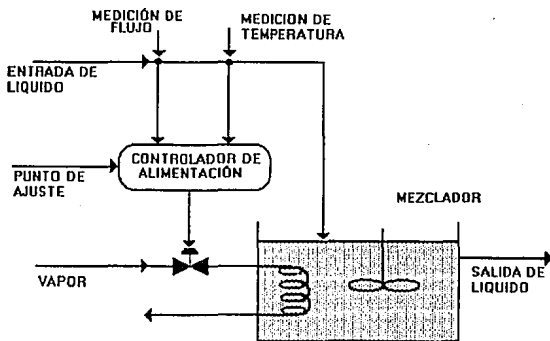 MEDICIÓN DE
FLUJO
MEDICION DE
TEMPERATURA
ENTRADA DE
LIQUIDO
CONTROLADOR DE
ALIMENTACIÓN
PUNTO DE
AJUSTE
MEZCLADOR
VAPOR
SALIDA DE
LIQUIDO